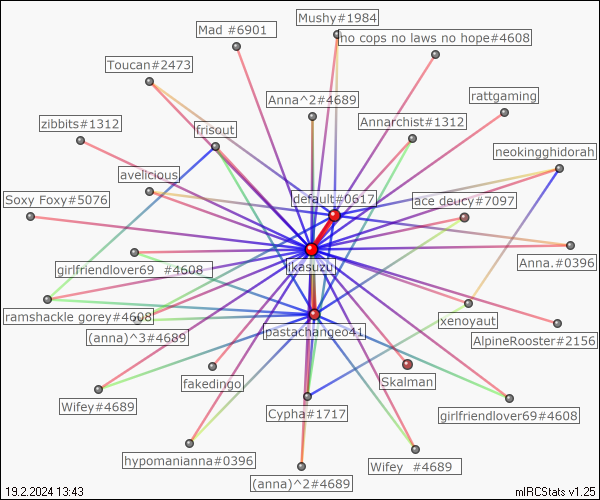 Mushy#1984
Mad #6901
no cops no laws no hope#4608
Toucan#2473
Anna^2#4689
rattgaming
zibbits#1312
frisout
Annarchist#1312
neokingghidorah
avelicious
default#0617
ace deucy#7097
Soxy Foxy#5076
girlfriendlover69 #4608
jkasuzu
Anna.#0396
ramshackle gorey#4608
(anna)^3#4689
pastachangeo41
xenoyaut
AlpineRooster#2156
fakedingo
Skalman
Wifey#4689
Cypha#1717
girlfriendlover69#4608
hypomanianna#0396
Wifey #4689
(anna)^2#4689
19.2.2024 13:43
mIRCStats v1.25